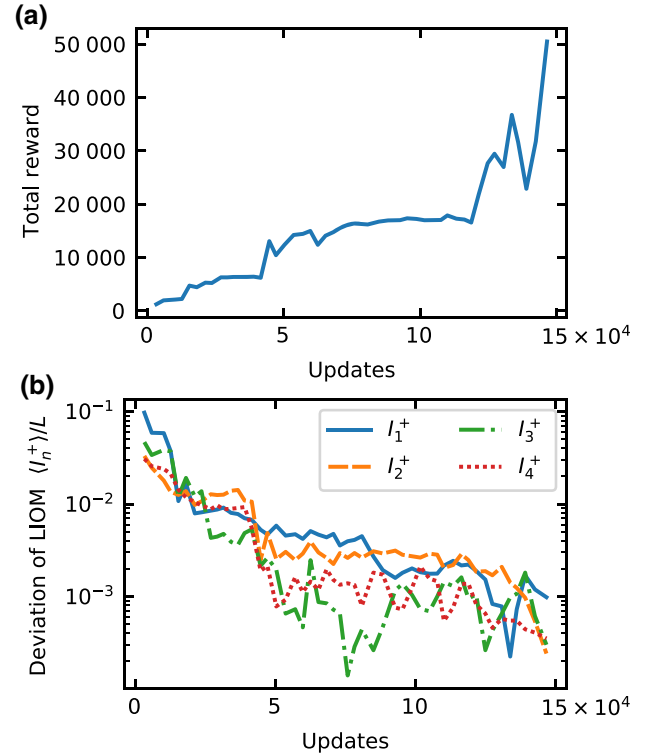 (a)
50 000
40 000
30 000
20 000
10 000
0
Total reward
0 5 10 15 × 10⁴
Updates
(b)
10⁻¹
10⁻²
10⁻³
Deviation of LIOM ⟨Iₙ⁺⟩/L
I₁⁺ I₃⁺
I₂⁺ I₄⁺
0 5 10 15 × 10⁴
Updates